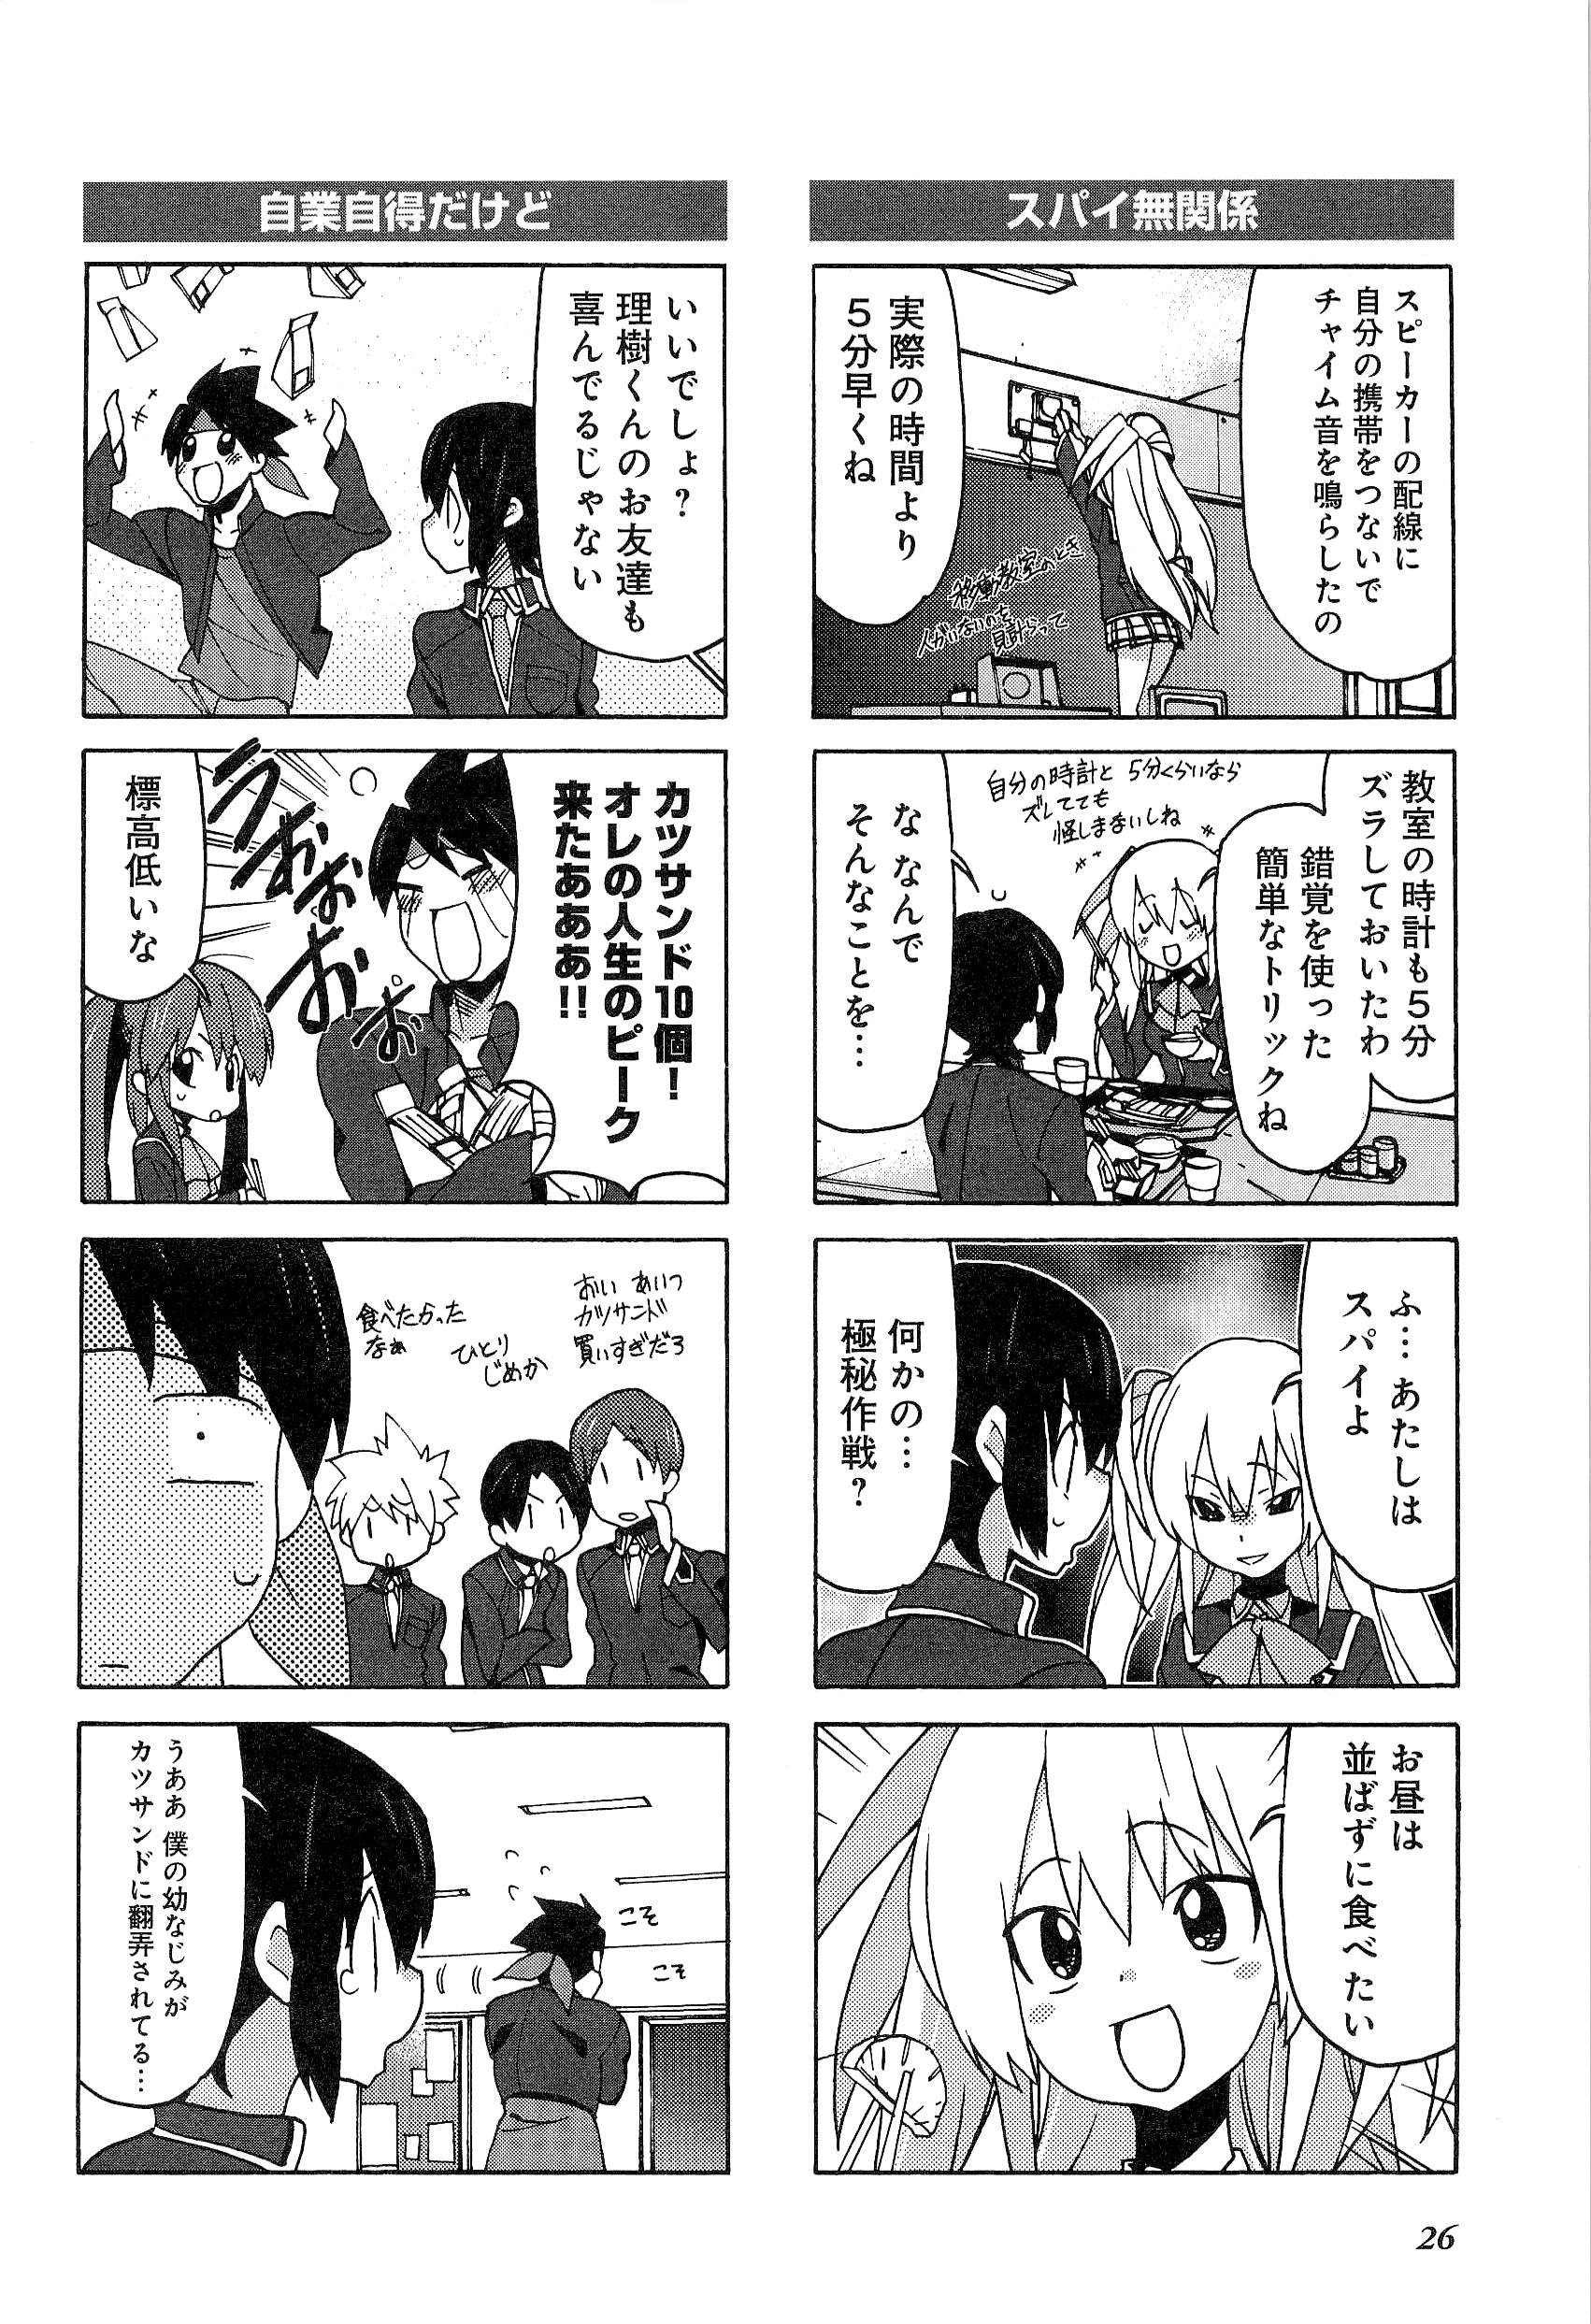 スパイ無関係
スピーカーの配線に
自分の携帯をつないで
チャイム音を鳴らしたの
実際の時間より
5分早くね
移動教室のとき
人がいないのを
見計らって
教室の時計も5分
ズラしておいたわ
錯覚を使った
簡単なトリックね
自分の時計と 5分くらいなら
ズレてても
怪しまないしね
な なんで
そんなことを…
ふ… あたしは
スパイよ
何かの…
極秘作戦?
お昼は
並ばずに食べたい
自業自得だけど
いいでしょ?
理樹くんのお友達も
喜んでるじゃない
カツサンド10個!
オレの人生のピーク
来たあああ!!
うおおおおぉ
標高低いな
おい あいつ
カツサンド
買いすぎだろ
ひとり
じめか
食べたかった
なぁ
こそ
こそ
うああ 僕の幼なじみが
カツサンドに翻弄されてる…
26